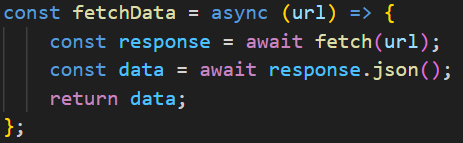 const fetchData = async (url) => {
    const response = await fetch(url);
    const data = await response.json();
    return data;
};